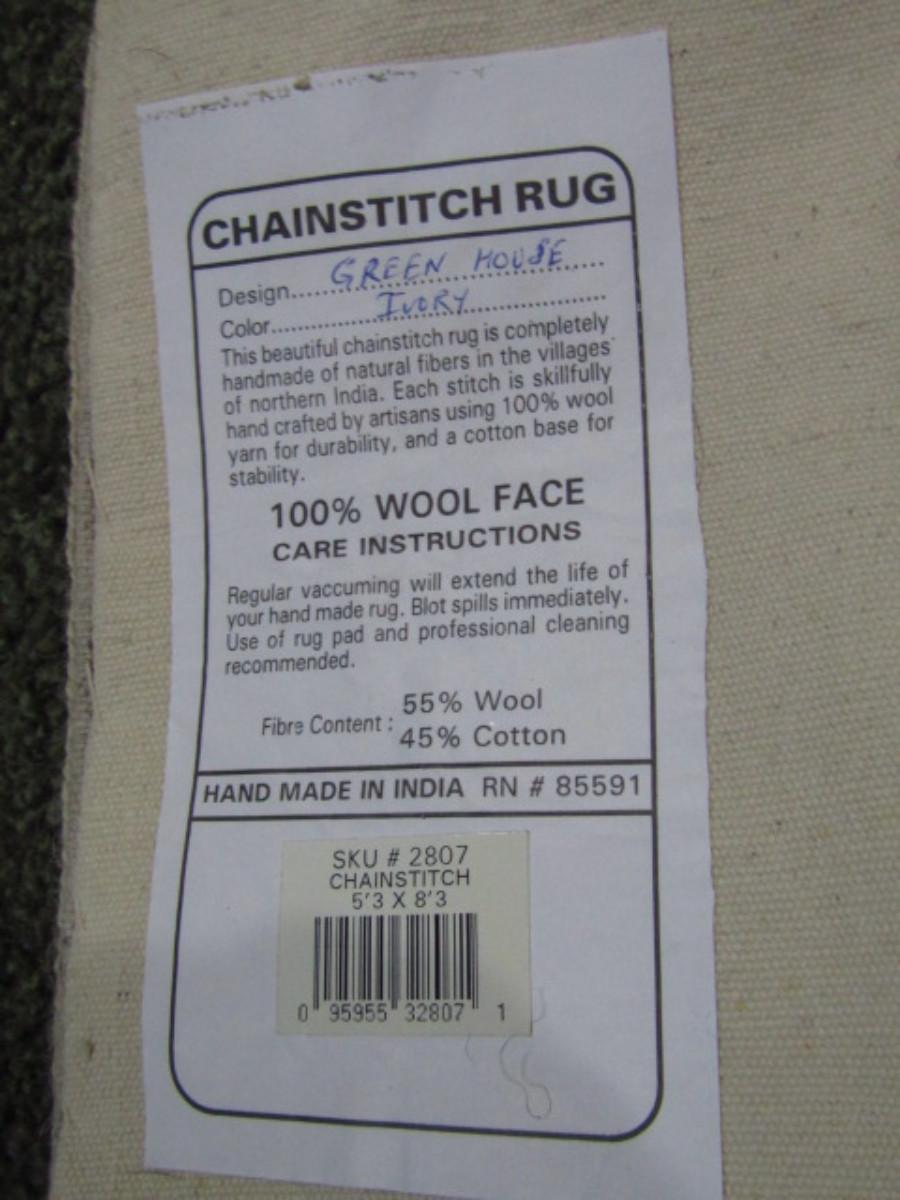 CHAINSTITCH RUG
Design.....GREEN HOUSE.....
Color.....IVORY.....
This beautiful chainstitch rug is completely
handmade of natural fibers in the villages
of northern India. Each stitch is skillfully
hand crafted by artisans using 100% wool
yarn for durability, and a cotton base for
stability.
100% WOOL FACE
CARE INSTRUCTIONS
Regular vaccuming will extend the life of
your hand made rug. Blot spills immediately.
Use of rug pad and professional cleaning
recommended.
Fibre Content : 55% Wool
45% Cotton
HAND MADE IN INDIA RN # 85591
SKU # 2807
CHAINSTITCH
5'3 X 8'3
0 95955 32807 1